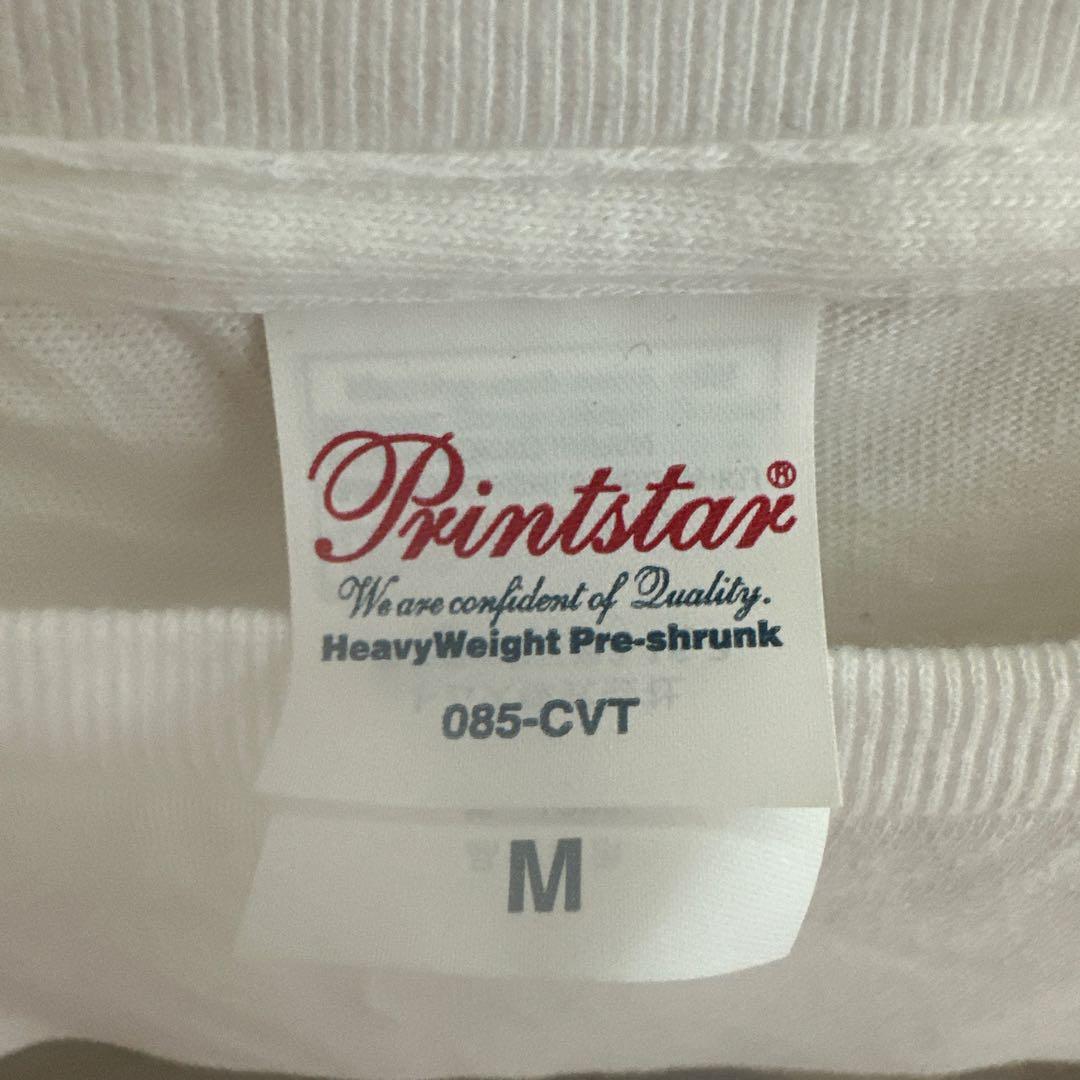 Printstar®
We are confident of Quality.
HeavyWeight Pre-shrunk
085-CVT
M